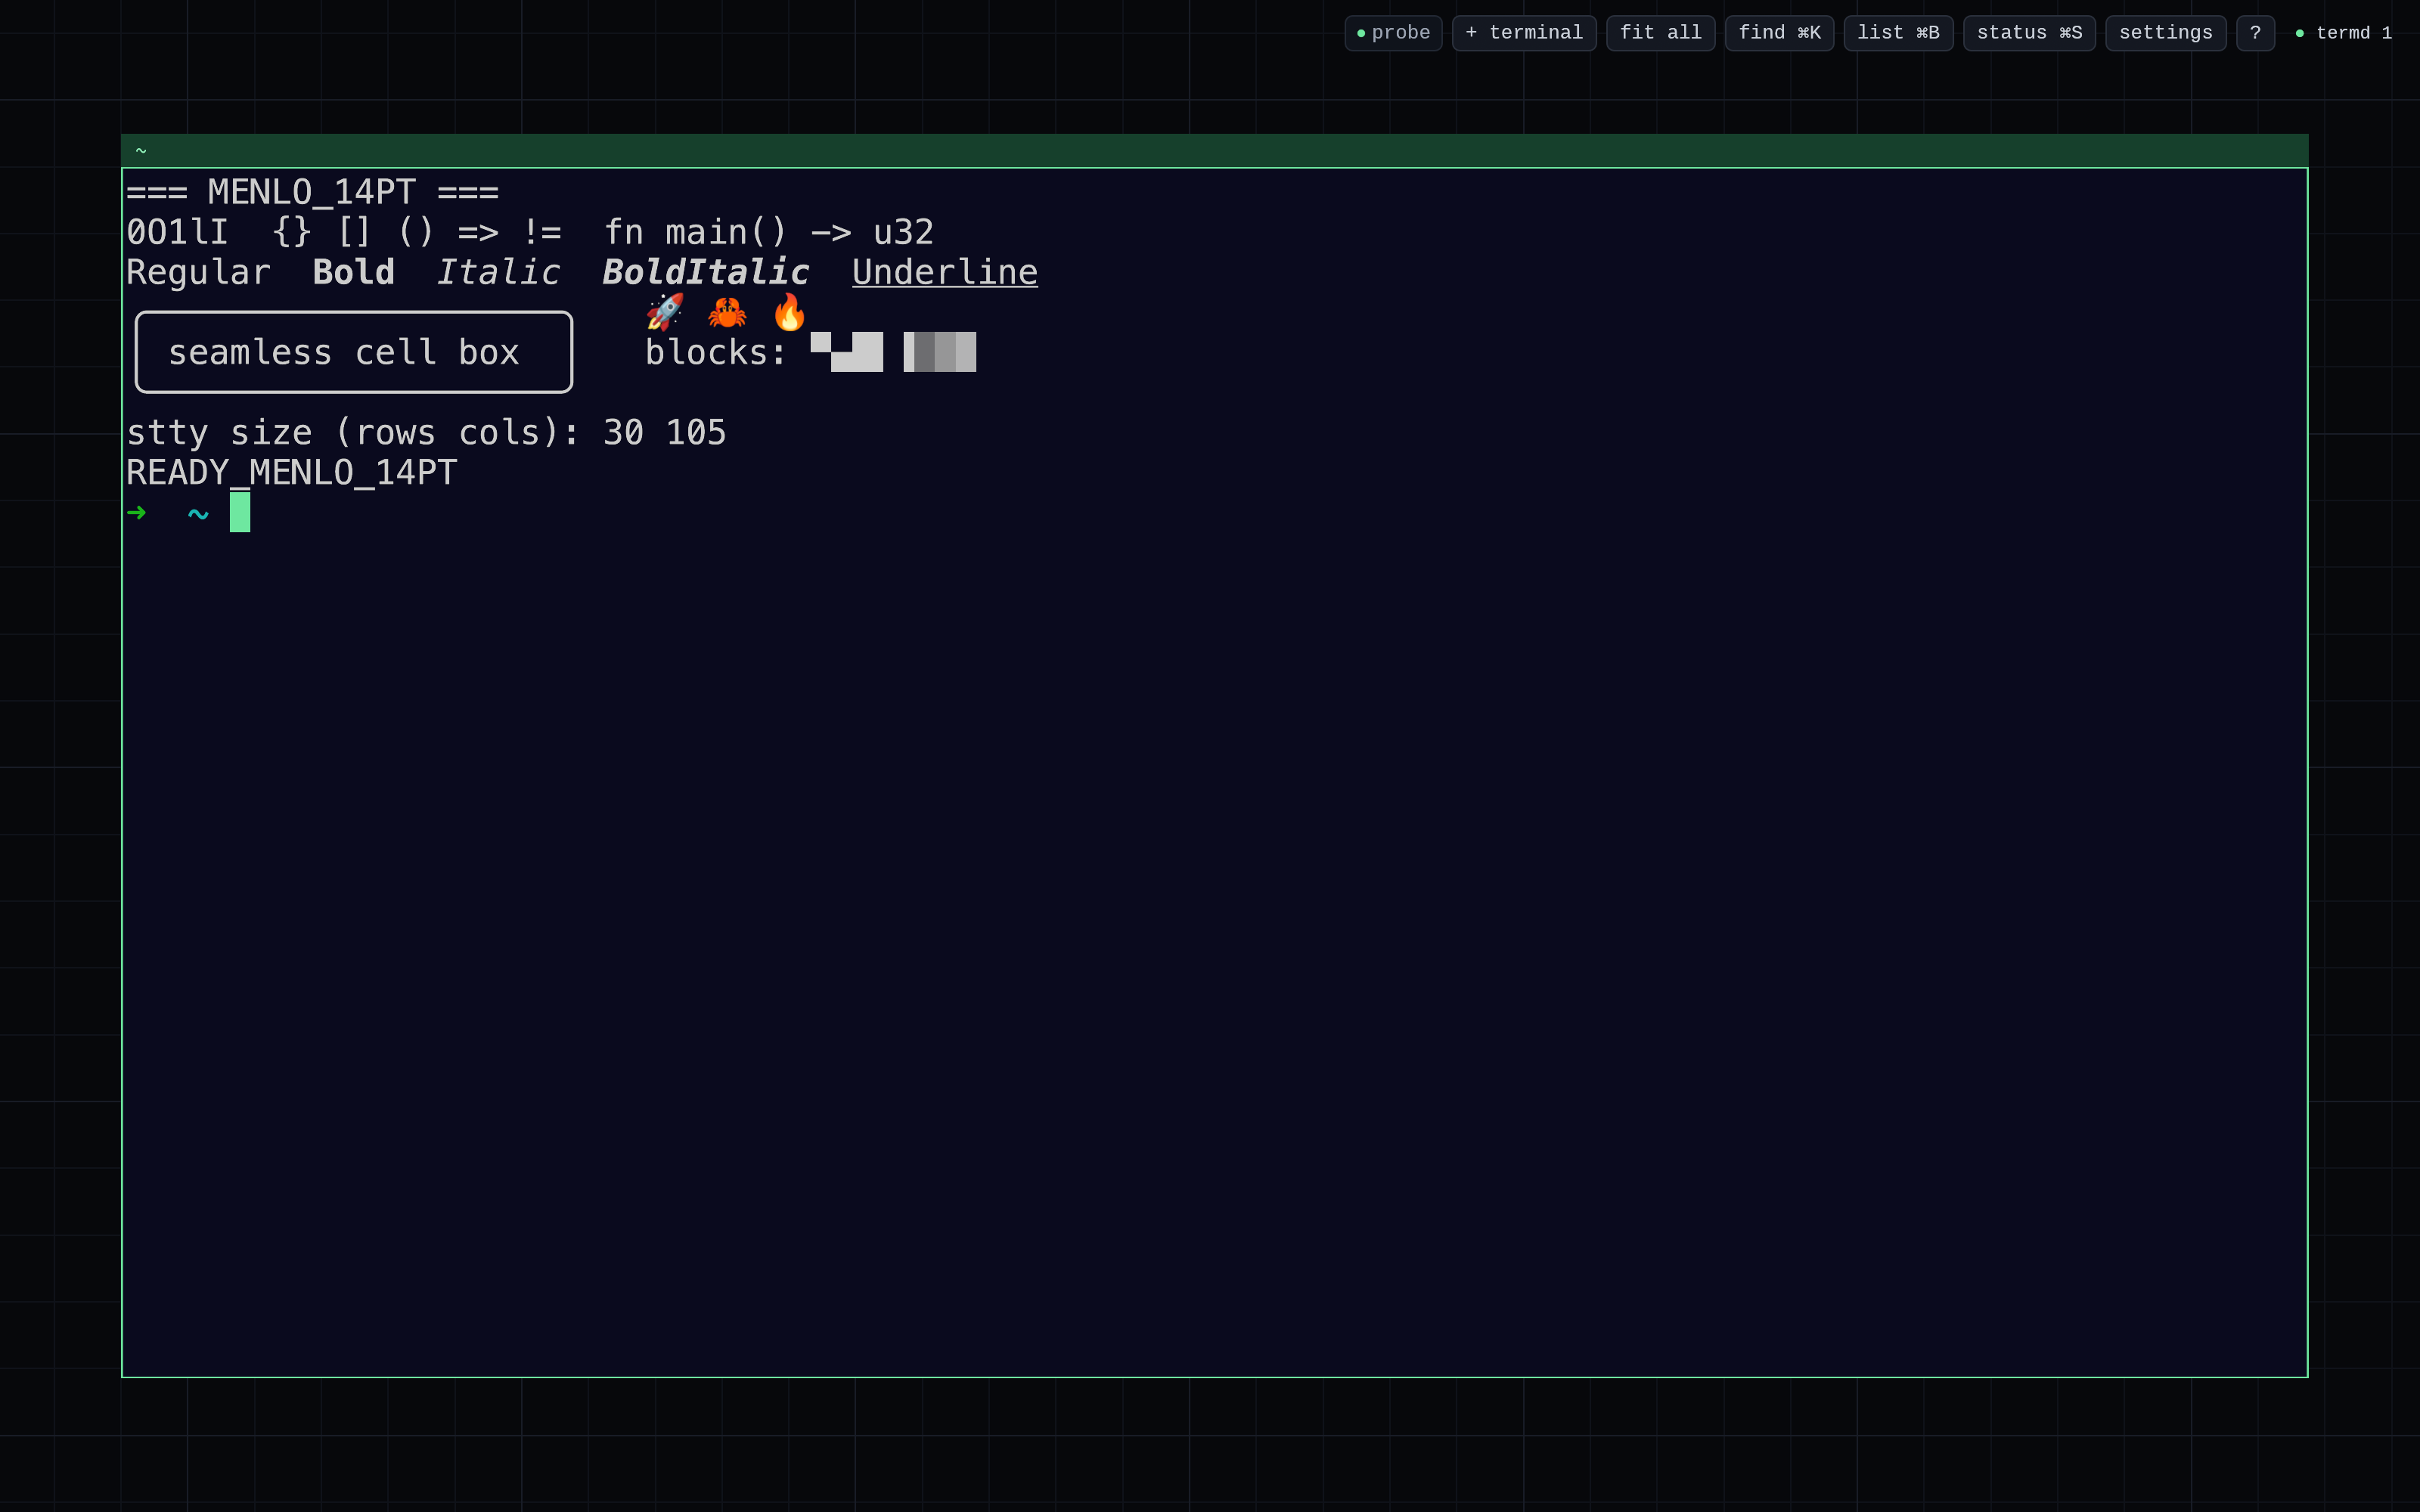 probe + terminal fit all find ⌘K list ⌘B status ⌘S settings ? termd 1
~
=== MENLO_14PT ===
0O1lI  {} [] () => !=  fn main() −> u32
Regular  Bold  Italic  BoldItalic  Underline
🚀 🦀 🔥
seamless cell box   blocks: ▀▄█▌▐░▒▓
stty size (rows cols): 30 105
READY_MENLO_14PT
➜  ~